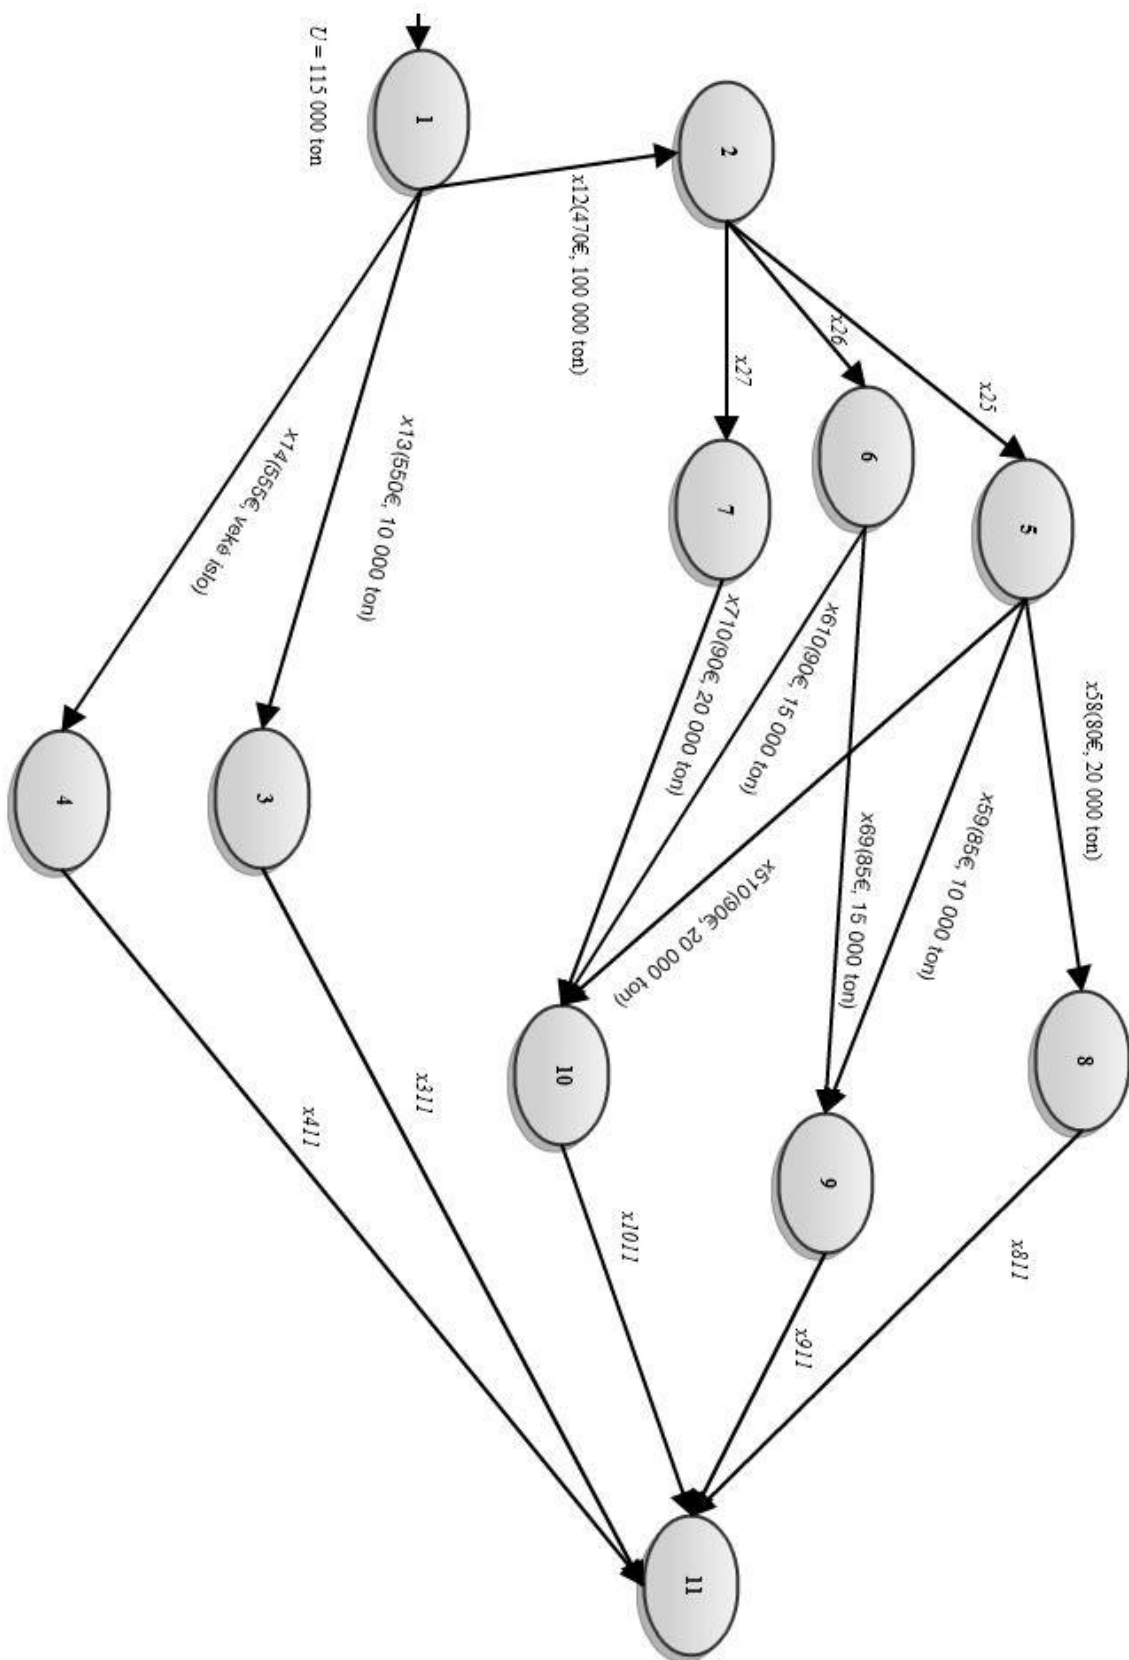 U = 115 000 ton
1
x12(470€, 100 000 ton)
x13(550€, 10 000 ton)
x14(555€, veké íslo)
2
x25
x26
x27
5
6
7
3
4
x58(80€, 20 000 ton)
x59(85€, 10 000 ton)
x69(85€, 15 000 ton)
x510(90€, 20 000 ton)
x610(90€, 15 000 ton)
x710(90€, 20 000 ton)
8
9
10
x811
x911
x1011
x311
x411
11